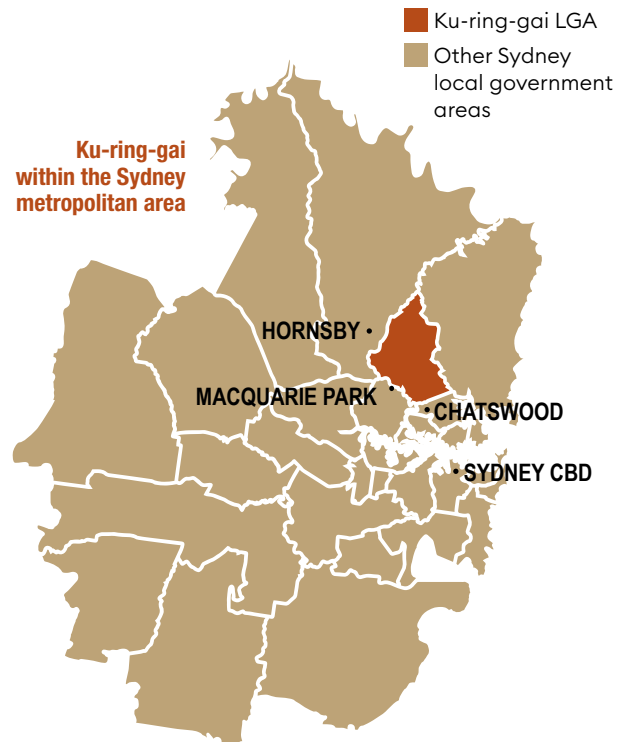 Ku-ring-gai LGA
Other Sydney
local government
areas
Ku-ring-gai
within the Sydney
metropolitan area
HORNSBY
MACQUARIE PARK
CHATSWOOD
SYDNEY CBD